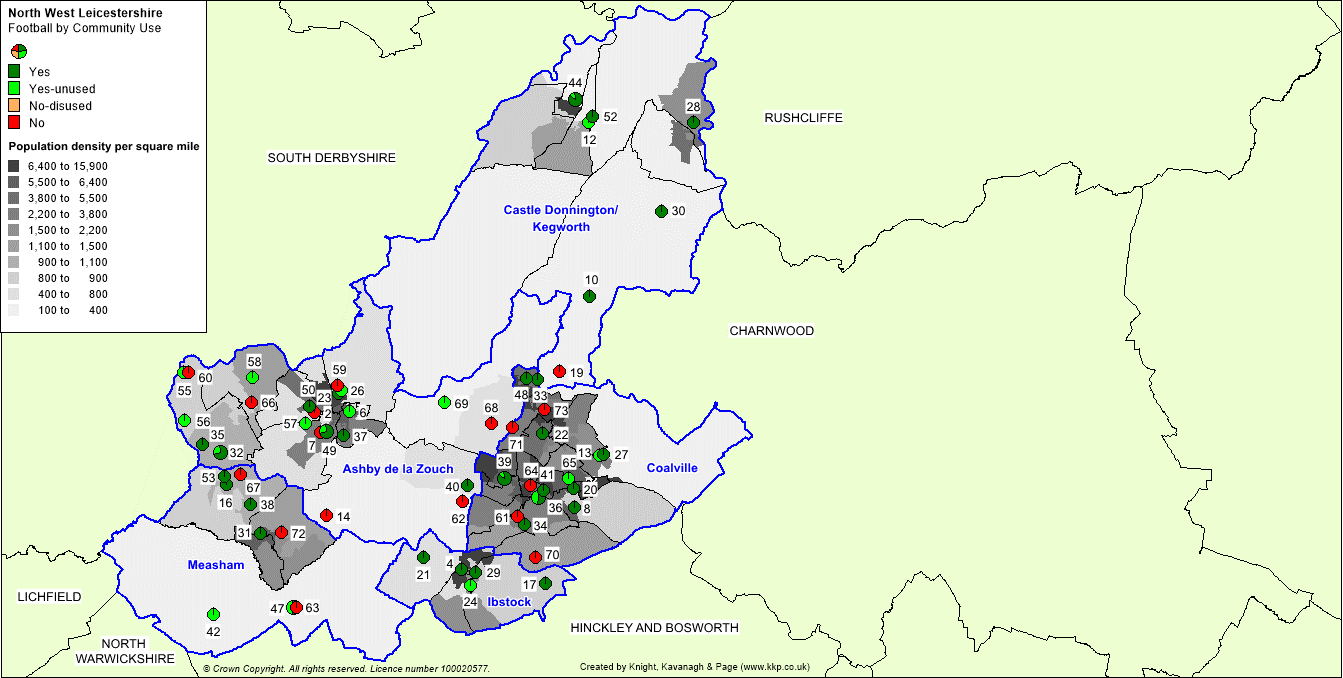 North West Leicestershire
Football by Community Use
Yes
Yes-unused
No-disused
No
Population density per square mile
6,400 to 15,900
5,500 to 6,400
3,800 to 5,500
2,200 to 3,800
1,500 to 2,200
1,100 to 1,500
900 to 1,100
800 to 900
400 to 800
100 to 400
44
52
12
28
RUSHCLIFFE
SOUTH DERBYSHIRE
Castle Donnington/
Kegworth
30
10
CHARNWOOD
58
59
19
60
55
50
23
26
48
33
66
2
6
69
68
73
56
57
35
7
49
37
71
22
32
39
13
27
Ashby de la Zouch
64
41
65
Coalville
53
67
40
20
16
38
62
36
8
14
61
34
31
72
70
Measham
21
4
29
17
LICHFIELD
24
Ibstock
47
63
42
HINCKLEY AND BOSWORTH
NORTH
WARWICKSHIRE
© Crown Copyright. All rights reserved. Licence number 100020577.
Created by Knight, Kavanagh & Page (www.kkp.co.uk)